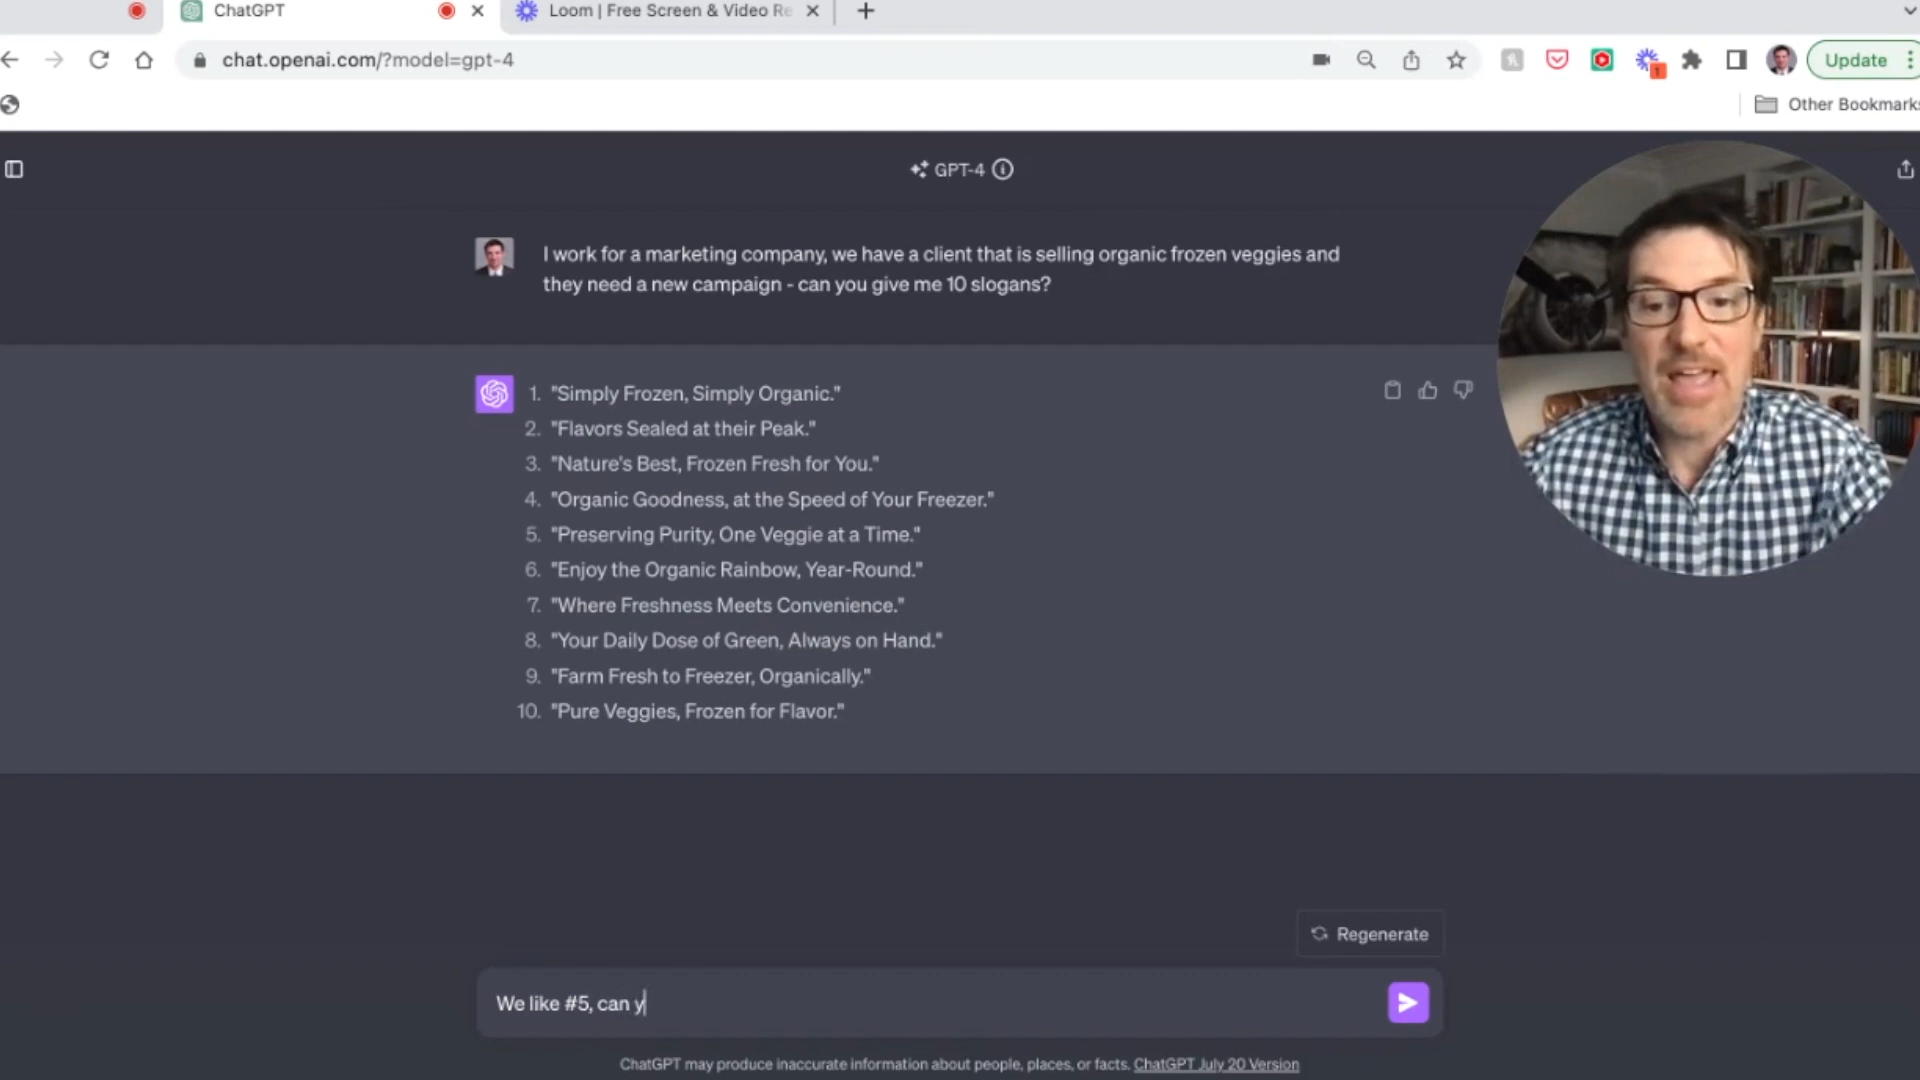 ChatGPT
Loom | Free Screen & Video Re
chat.openai.com/?model=gpt-4
1
Update
Other Bookmarks
GPT-4
I work for a marketing company, we have a client that is selling organic frozen veggies and
they need a new campaign - can you give me 10 slogans?
1. "Simply Frozen, Simply Organic."
2. "Flavors Sealed at their Peak."
3. "Nature's Best, Frozen Fresh for You."
4. "Organic Goodness, at the Speed of Your Freezer."
5. "Preserving Purity, One Veggie at a Time."
6. "Enjoy the Organic Rainbow, Year-Round."
7. "Where Freshness Meets Convenience."
8. "Your Daily Dose of Green, Always on Hand."
9. "Farm Fresh to Freezer, Organically."
10. "Pure Veggies, Frozen for Flavor."
Regenerate
We like #5, can y
ChatGPT may produce inaccurate information about people, places, or facts. ChatGPT July 20 Version